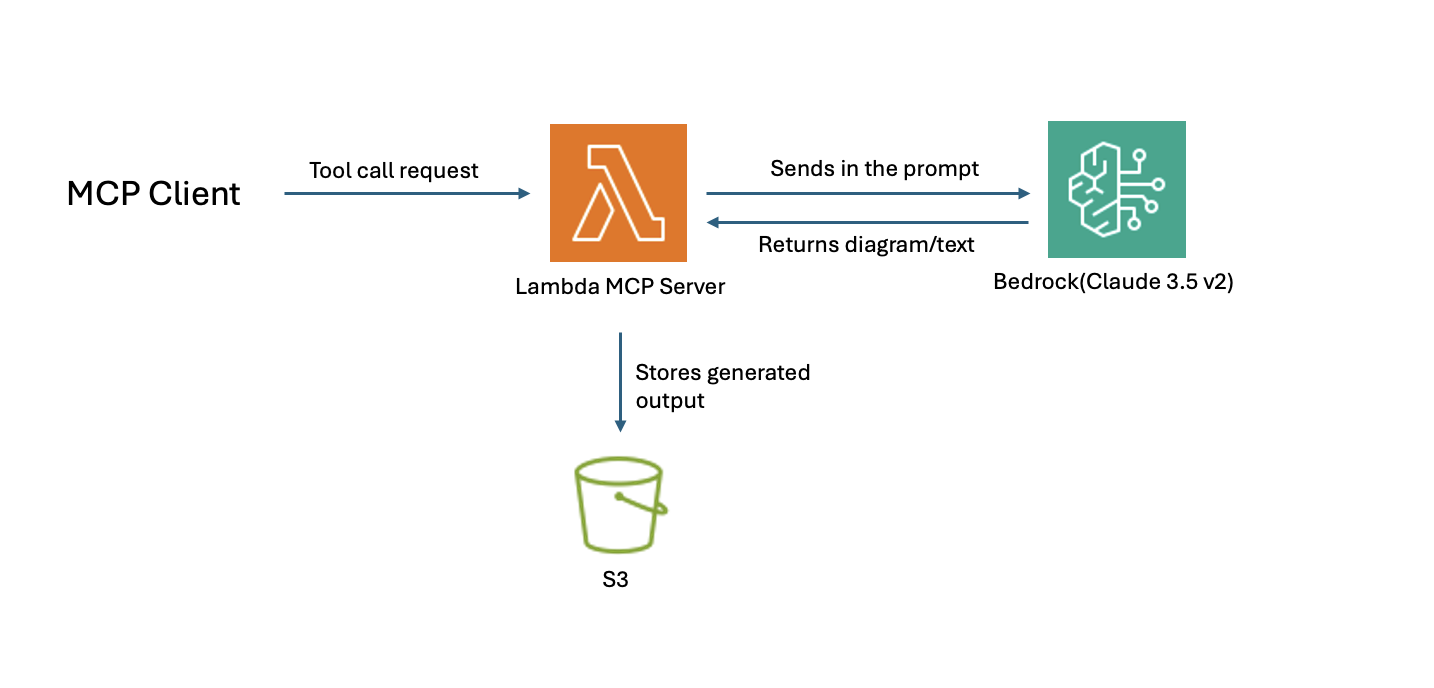 MCP Client
Tool call request
Lambda MCP Server
Sends in the prompt
Returns diagram/text
Bedrock(Claude 3.5 v2)
Stores generated
output
S3